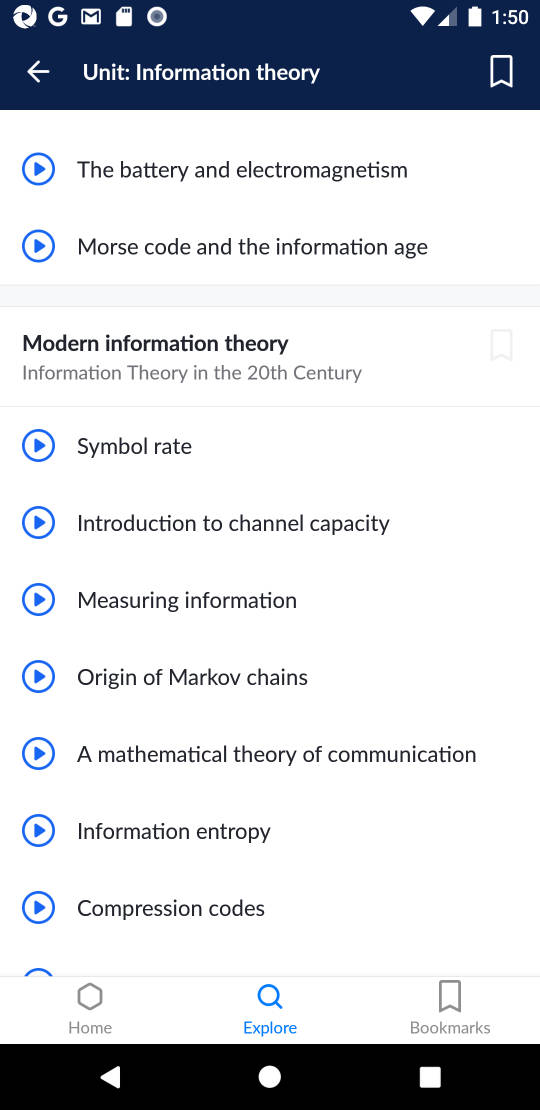 1:50
Unit: Information theory
The battery and electromagnetism
Morse code and the information age
Modern information theory
Information Theory in the 20th Century
Symbol rate
Introduction to channel capacity
Measuring information
Origin of Markov chains
A mathematical theory of communication
Information entropy
Compression codes
Home
Explore
Bookmarks